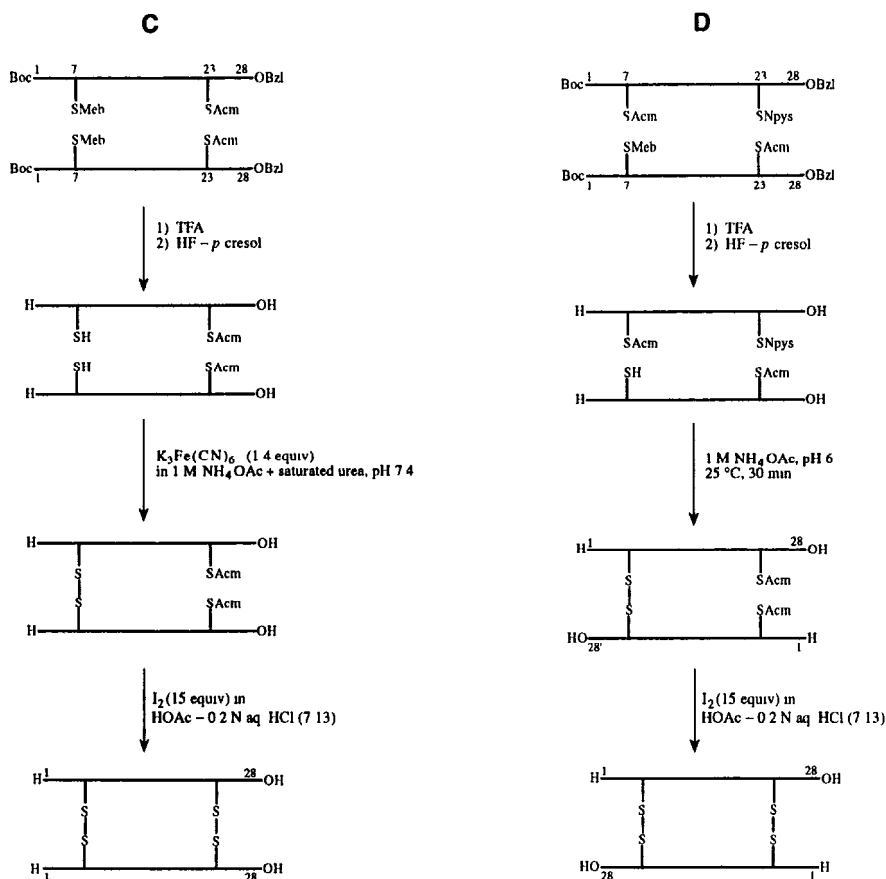 C
1 7 23 28
Boc OBzl
SMeb SAcm
SMeb SAcm
Boc OBzl
1 7 23 28
1) TFA
2) HF – p cresol
H OH
SH SAcm
SH SAcm
H OH
K3Fe(CN)6 (1 4 equiv)
in 1 M NH4OAc + saturated urea, pH 7 4
H OH
S SAcm
S SAcm
H OH
I2 (15 equiv) in
HOAc – 0 2 N aq HCl (7 13)
1 28
H OH
S S
S S
H OH
1 28
D
1 7 23 28
Boc OBzl
SAcm SNpys
SMeb SAcm
Boc OBzl
1 7 23 28
1) TFA
2) HF – p cresol
H OH
SAcm SNpys
SH SAcm
H OH
1 M NH4OAc, pH 6
25 °C, 30 min
1 28
H OH
S SAcm
S SAcm
HO H
28' 1
I2 (15 equiv) in
HOAc – 0 2 N aq HCl (7 13)
1 28
H OH
S S
S S
HO H
28 1